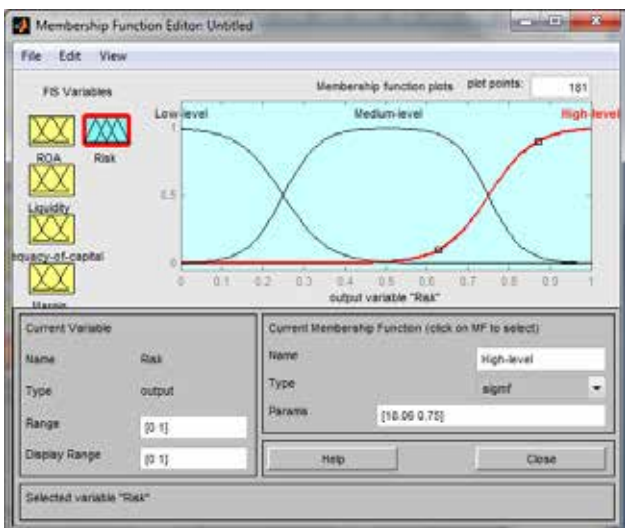 Membership Function Editor: Untitled
File Edit View
FIS Variables
Membership function plots plot points: 181
ROA
Risk
Liquidity
equacy-of-capital
Margin
Low-level Medium-level High-level
1
0.5
0
0 0.1 0.2 0.3 0.4 0.5 0.6 0.7 0.8 0.9 1
output variable "Risk"
Current Variable
Name Risk
Type output
Range [0 1]
Display Range [0 1]
Current Membership Function (click on MF to select)
Name High-level
Type sigmf
Params [18.06 0.75]
Help Close
Selected variable "Risk"